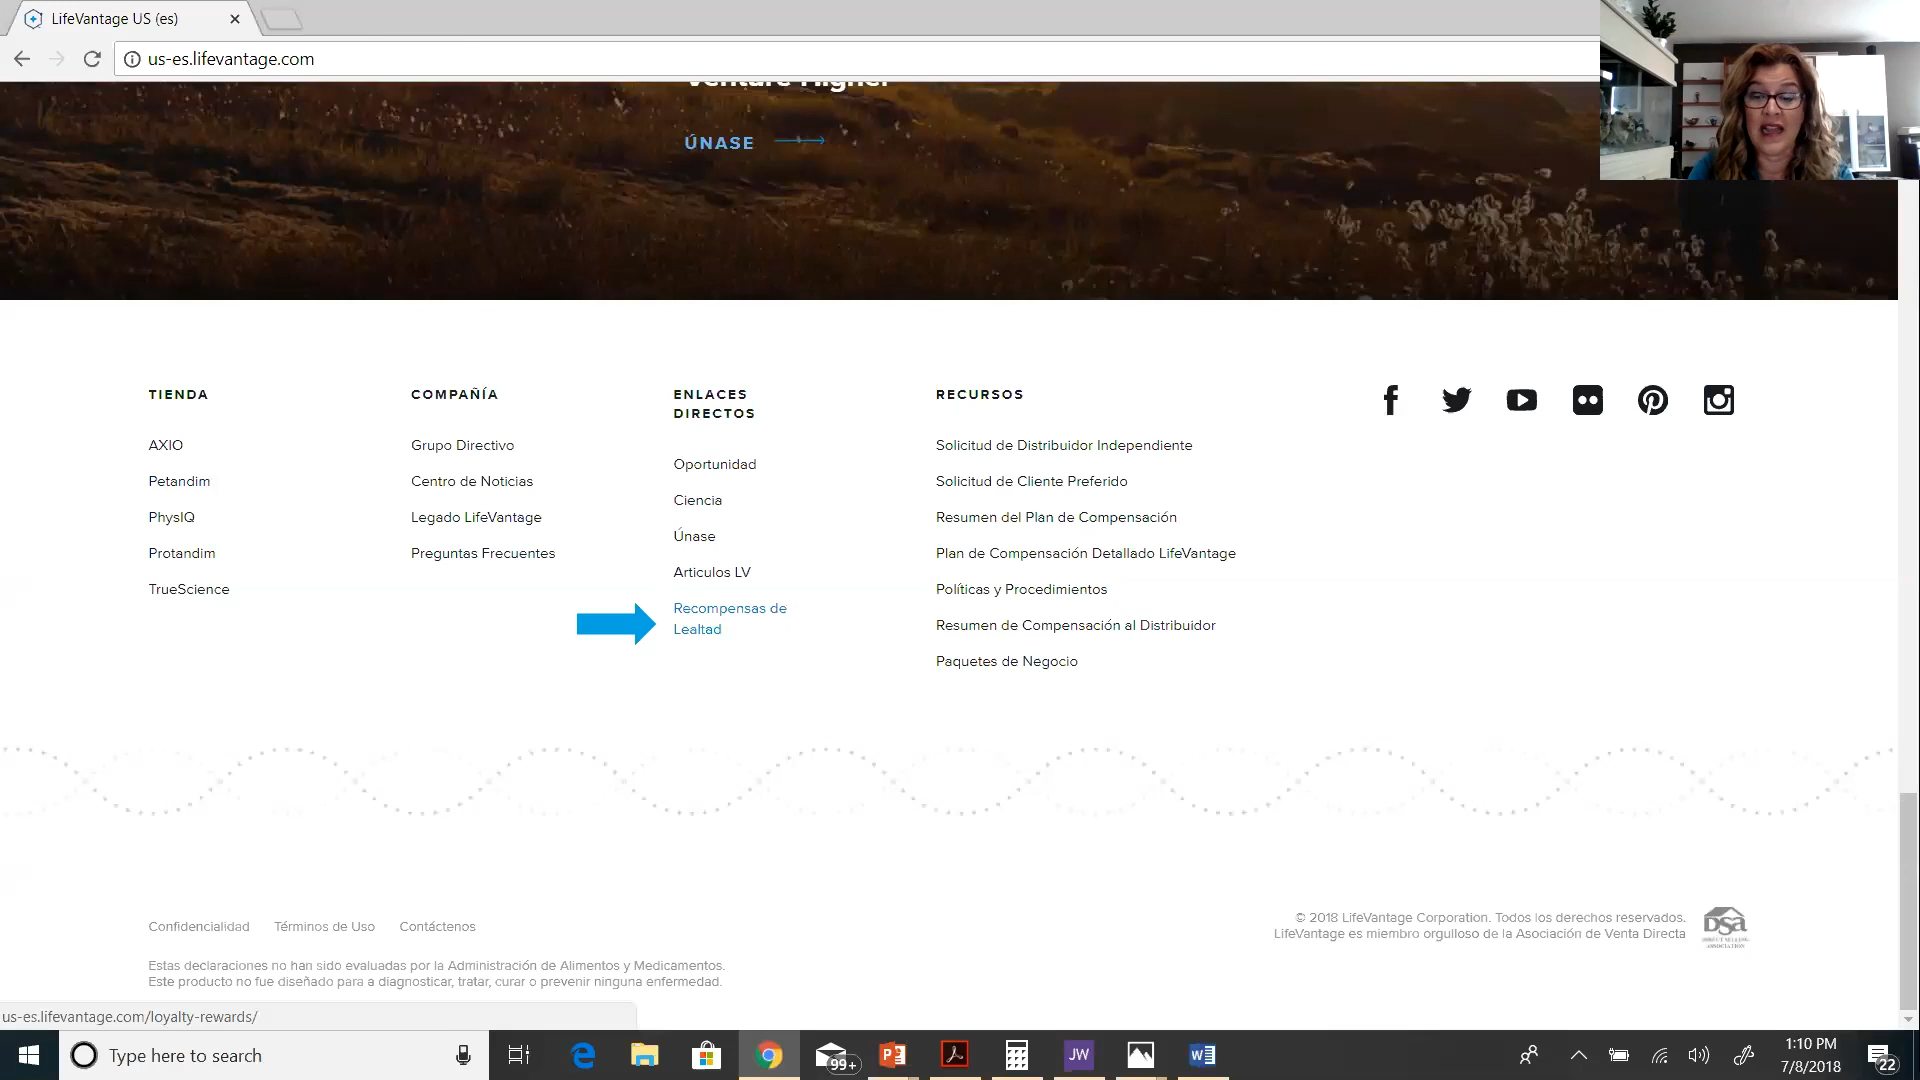 LifeVantage US (es)
us-es.lifevantage.com
Venture Higher
ÚNASE
TIENDA
AXIO
Petandim
PhysIQ
Protandim
TrueScience
COMPAÑÍA
Grupo Directivo
Centro de Noticias
Legado LifeVantage
Preguntas Frecuentes
ENLACES
DIRECTOS
Oportunidad
Ciencia
Únase
Articulos LV
Recompensas de
Lealtad
RECURSOS
Solicitud de Distribuidor Independiente
Solicitud de Cliente Preferido
Resumen del Plan de Compensación
Plan de Compensación Detallado LifeVantage
Políticas y Procedimientos
Resumen de Compensación al Distribuidor
Paquetes de Negocio
Confidencialidad Términos de Uso Contáctenos
© 2018 LifeVantage Corporation. Todos los derechos reservados.
LifeVantage es miembro orgulloso de la Asociación de Venta Directa
DSA
Estas declaraciones no han sido evaluadas por la Administración de Alimentos y Medicamentos.
Este producto no fue diseñado para a diagnosticar, tratar, curar o prevenir ninguna enfermedad.
us-es.lifevantage.com/loyalty-rewards/
Type here to search
99+
JW
1:10 PM
7/8/2018
22